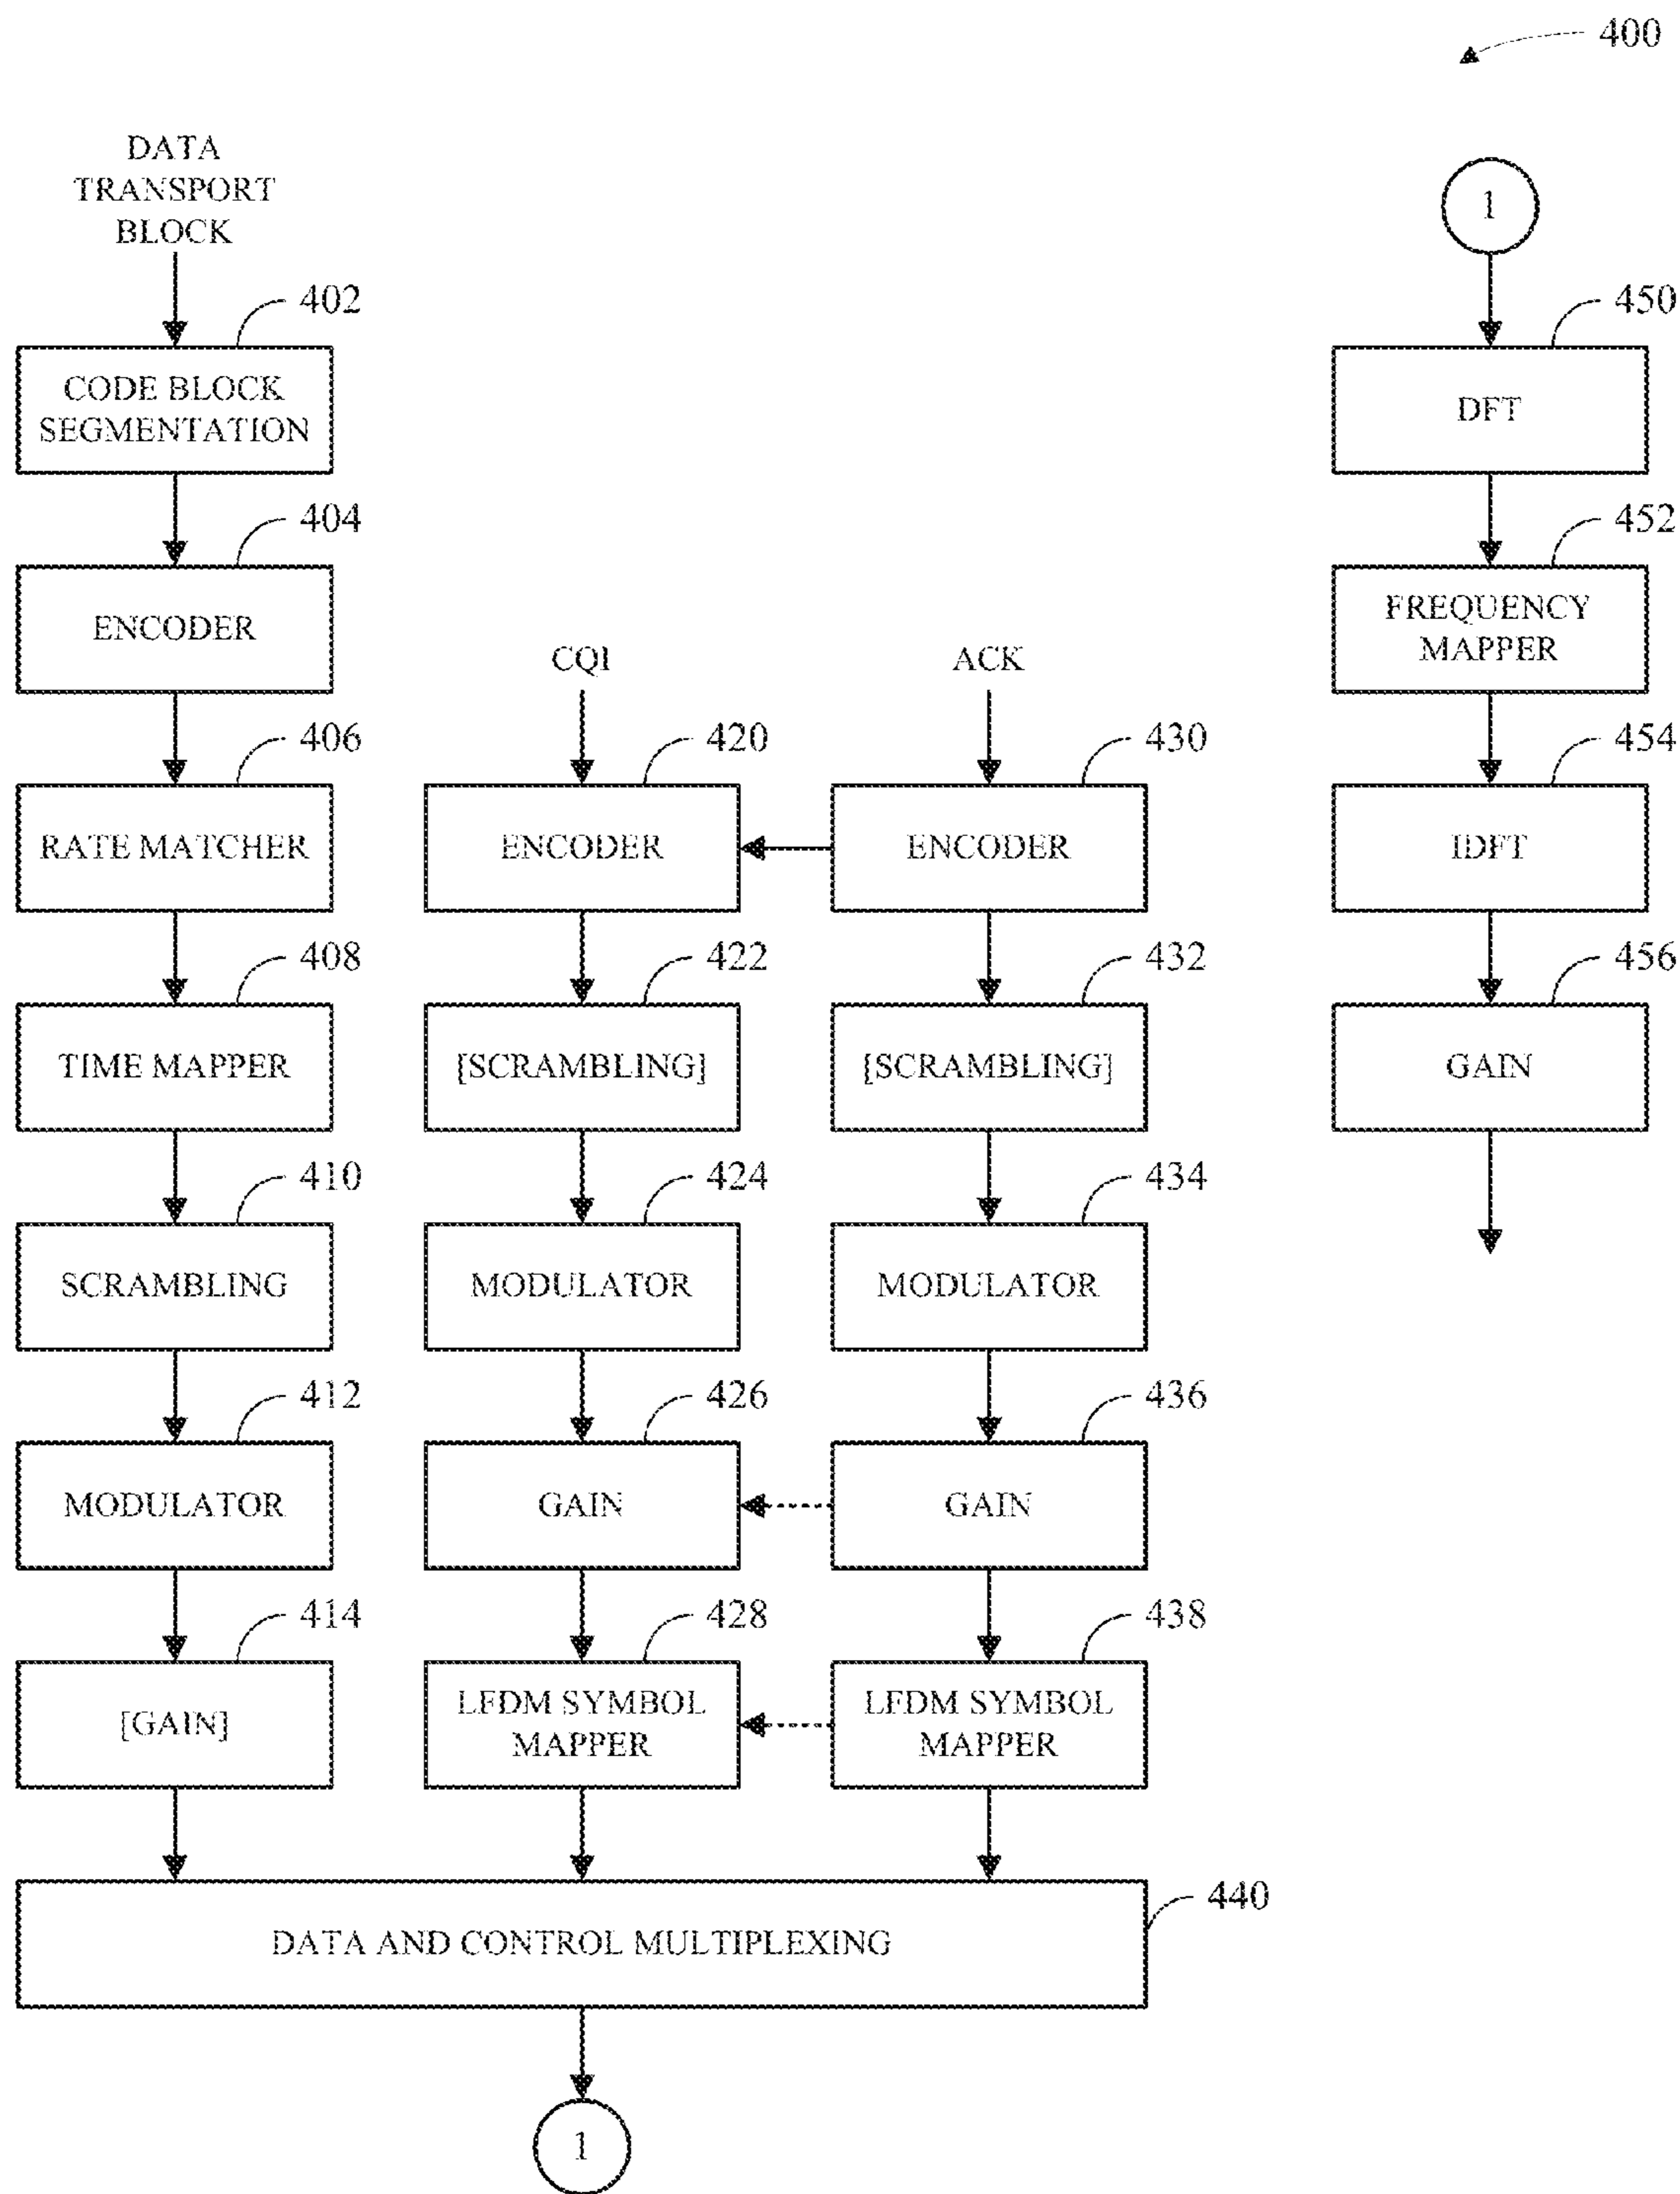 400
DATA
TRANSPORT
BLOCK
402
CODE BLOCK
SEGMENTATION
404
ENCODER
406
RATE MATCHER
408
TIME MAPPER
410
SCRAMBLING
412
MODULATOR
414
[GAIN]
CQI
420
ENCODER
422
[SCRAMBLING]
424
MODULATOR
426
GAIN
428
LFDM SYMBOL
MAPPER
ACK
430
ENCODER
432
[SCRAMBLING]
434
MODULATOR
436
GAIN
438
LFDM SYMBOL
MAPPER
440
DATA AND CONTROL MULTIPLEXING
1
1
450
DFT
452
FREQUENCY
MAPPER
454
IDFT
456
GAIN